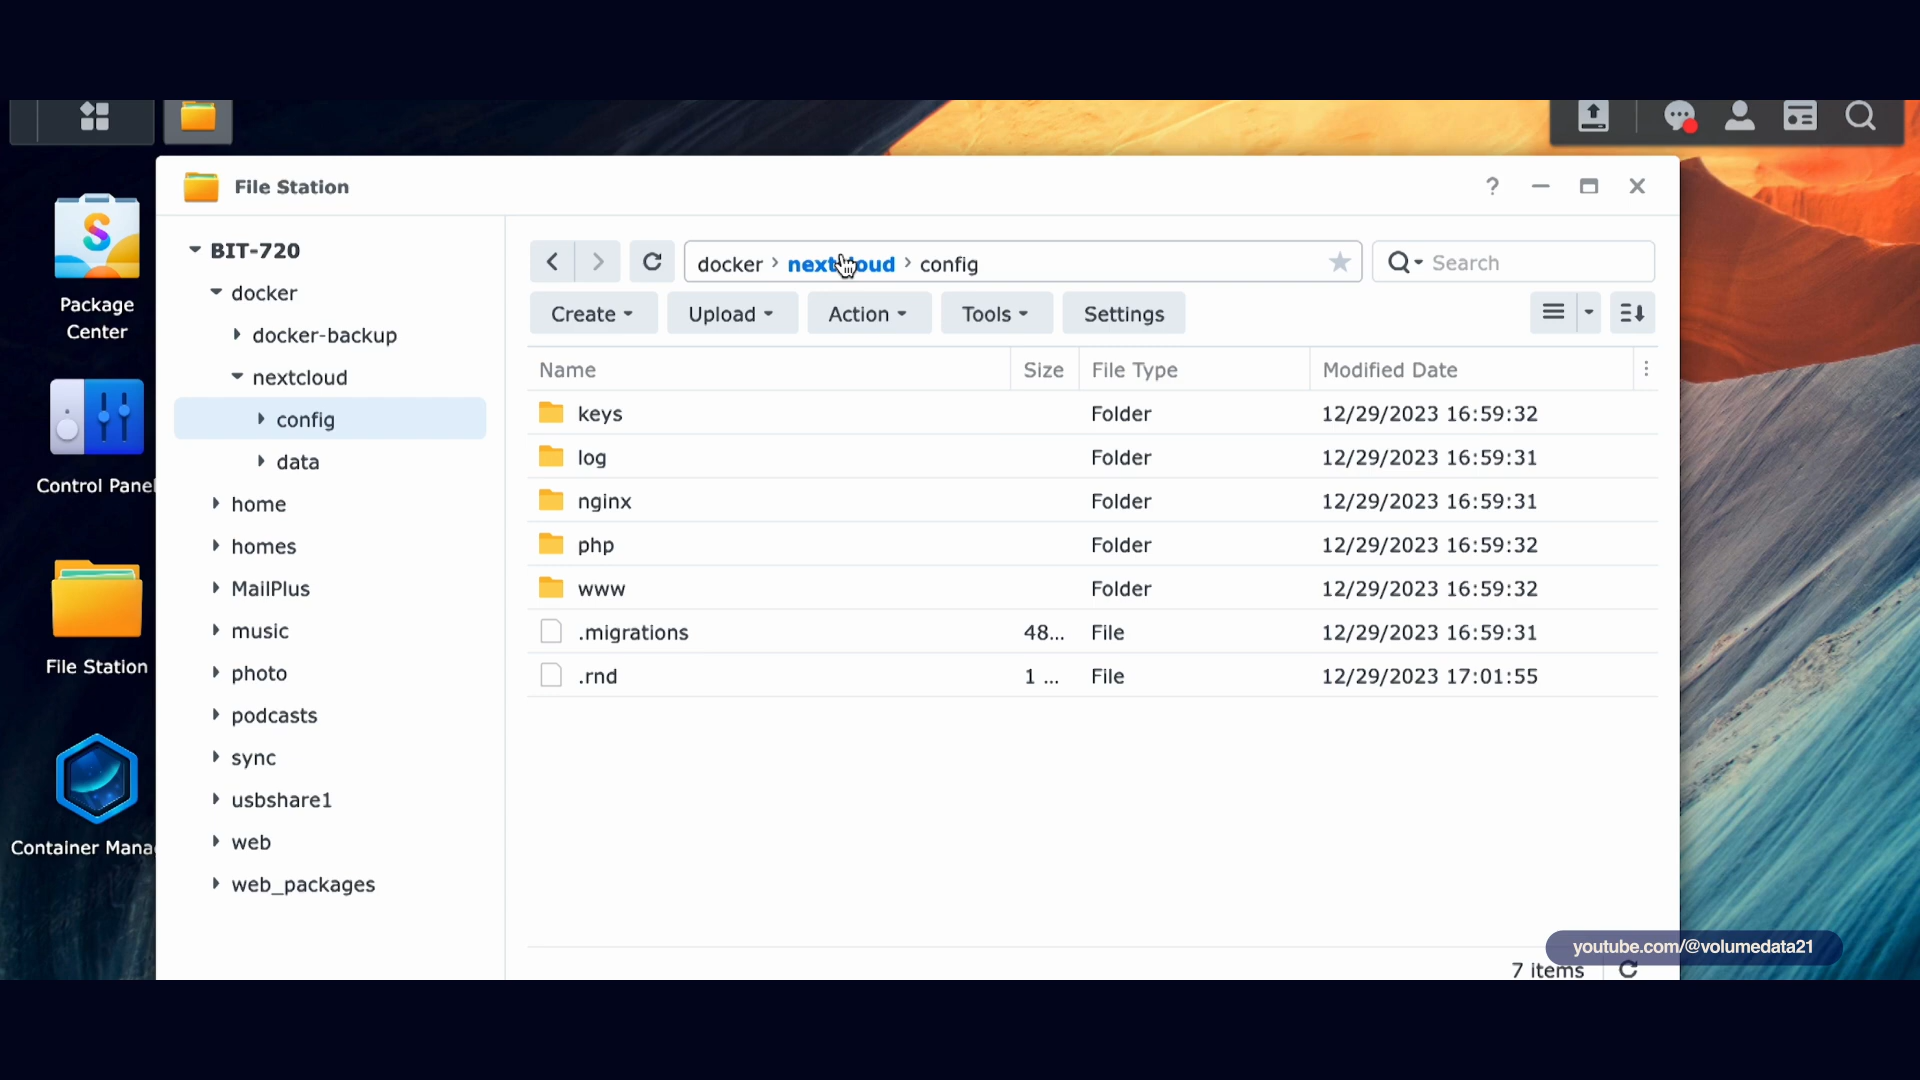 File Station
?
BIT-720
docker
docker-backup
nextcloud
config
data
home
homes
MailPlus
music
photo
podcasts
sync
usbshare1
web
web_packages
docker › nextcloud › config
Search
Create
Upload
Action
Tools
Settings
Name Size File Type Modified Date
keys Folder 12/29/2023 16:59:32
log Folder 12/29/2023 16:59:31
nginx Folder 12/29/2023 16:59:31
php Folder 12/29/2023 16:59:32
www Folder 12/29/2023 16:59:32
.migrations 48... File 12/29/2023 16:59:31
.rnd 1 ... File 12/29/2023 17:01:55
7 items
Package
Center
Control Panel
File Station
Container Mana
youtube.com/@volumedata21